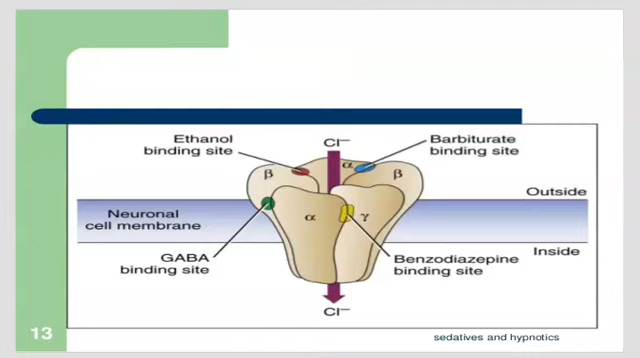 Ethanol
binding site
Cl–
Barbiturate
binding site
α
β
β
Outside
Neuronal
cell membrane
α
γ
Inside
GABA
binding site
Benzodiazepine
binding site
Cl–
13
sedatives and hypnotics